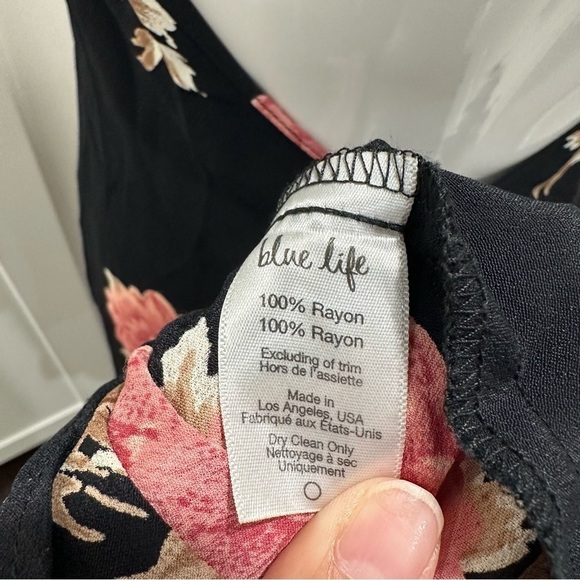 blue life
100% Rayon
100% Rayon
Excluding of trim
Hors de l'assiette
Made in
Los Angeles, USA
Fabriqué aux États-Unis
Dry Clean Only
Nettoyage à sec
Uniquement